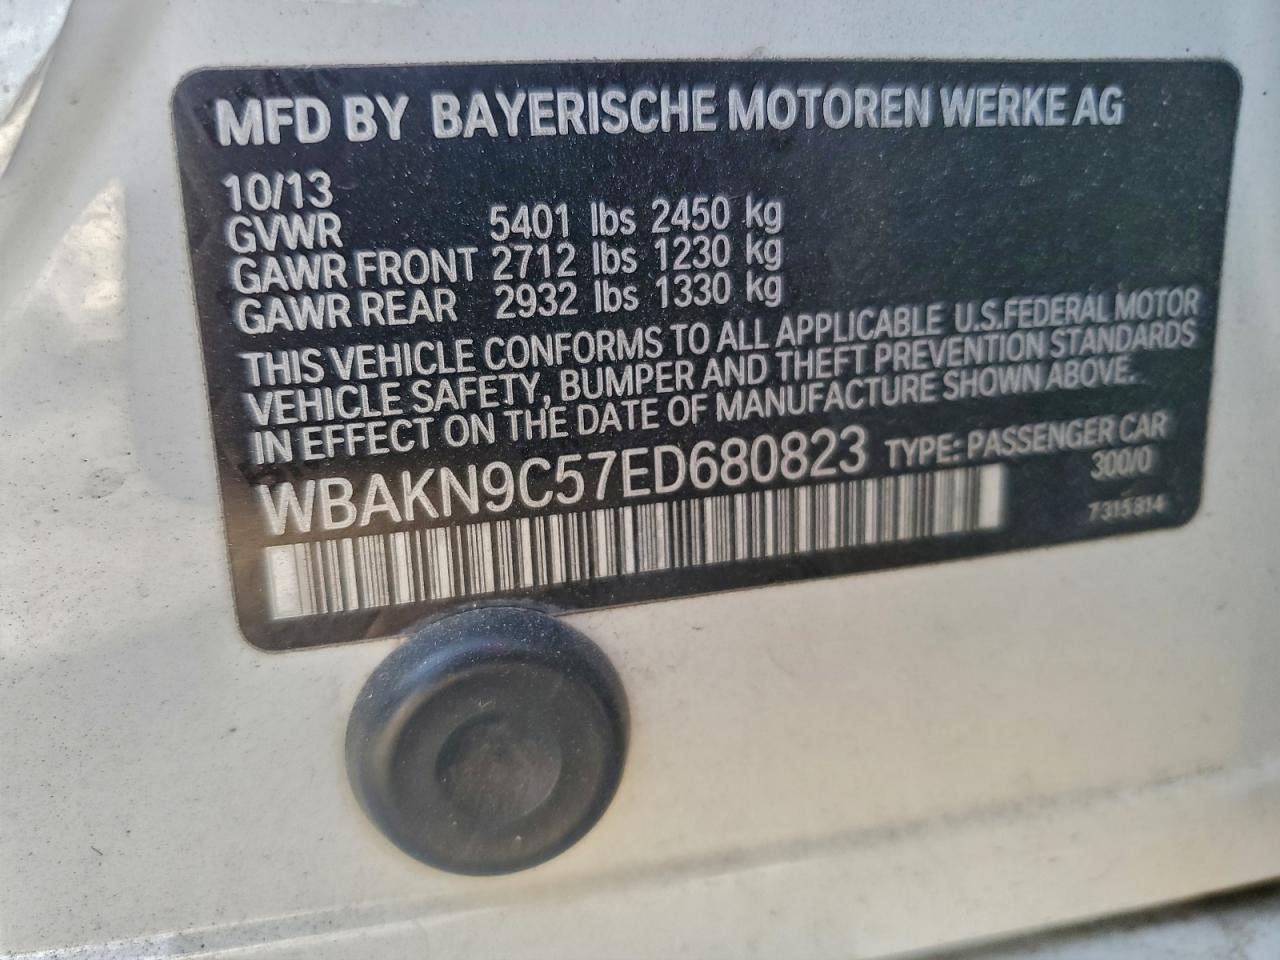 MFD BY BAYERISCHE MOTOREN WERKE AG
10/13
GVWR 5401 lbs 2450 kg
GAWR FRONT 2712 lbs 1230 kg
GAWR REAR 2932 lbs 1330 kg
THIS VEHICLE CONFORMS TO ALL APPLICABLE U.S.FEDERAL MOTOR
VEHICLE SAFETY, BUMPER AND THEFT PREVENTION STANDARDS
IN EFFECT ON THE DATE OF MANUFACTURE SHOWN ABOVE.
WBAKN9C57ED680823 TYPE: PASSENGER CAR
300/0
7315814